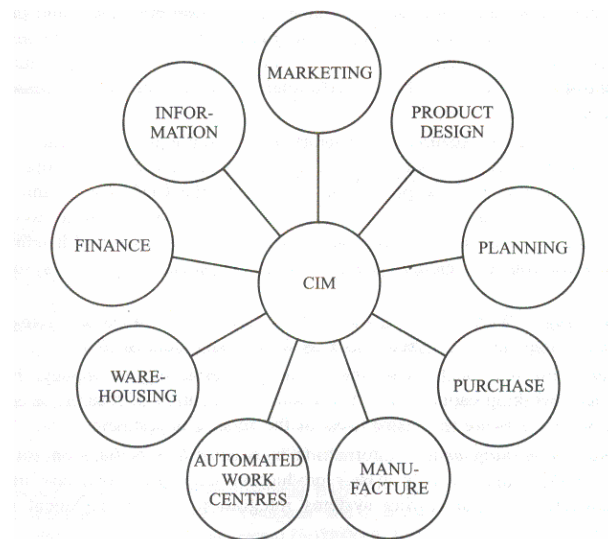 MARKETING
INFOR-
MATION
PRODUCT
DESIGN
FINANCE
PLANNING
CIM
WARE-
HOUSING
PURCHASE
AUTOMATED
WORK
CENTRES
MANU-
FACTURE